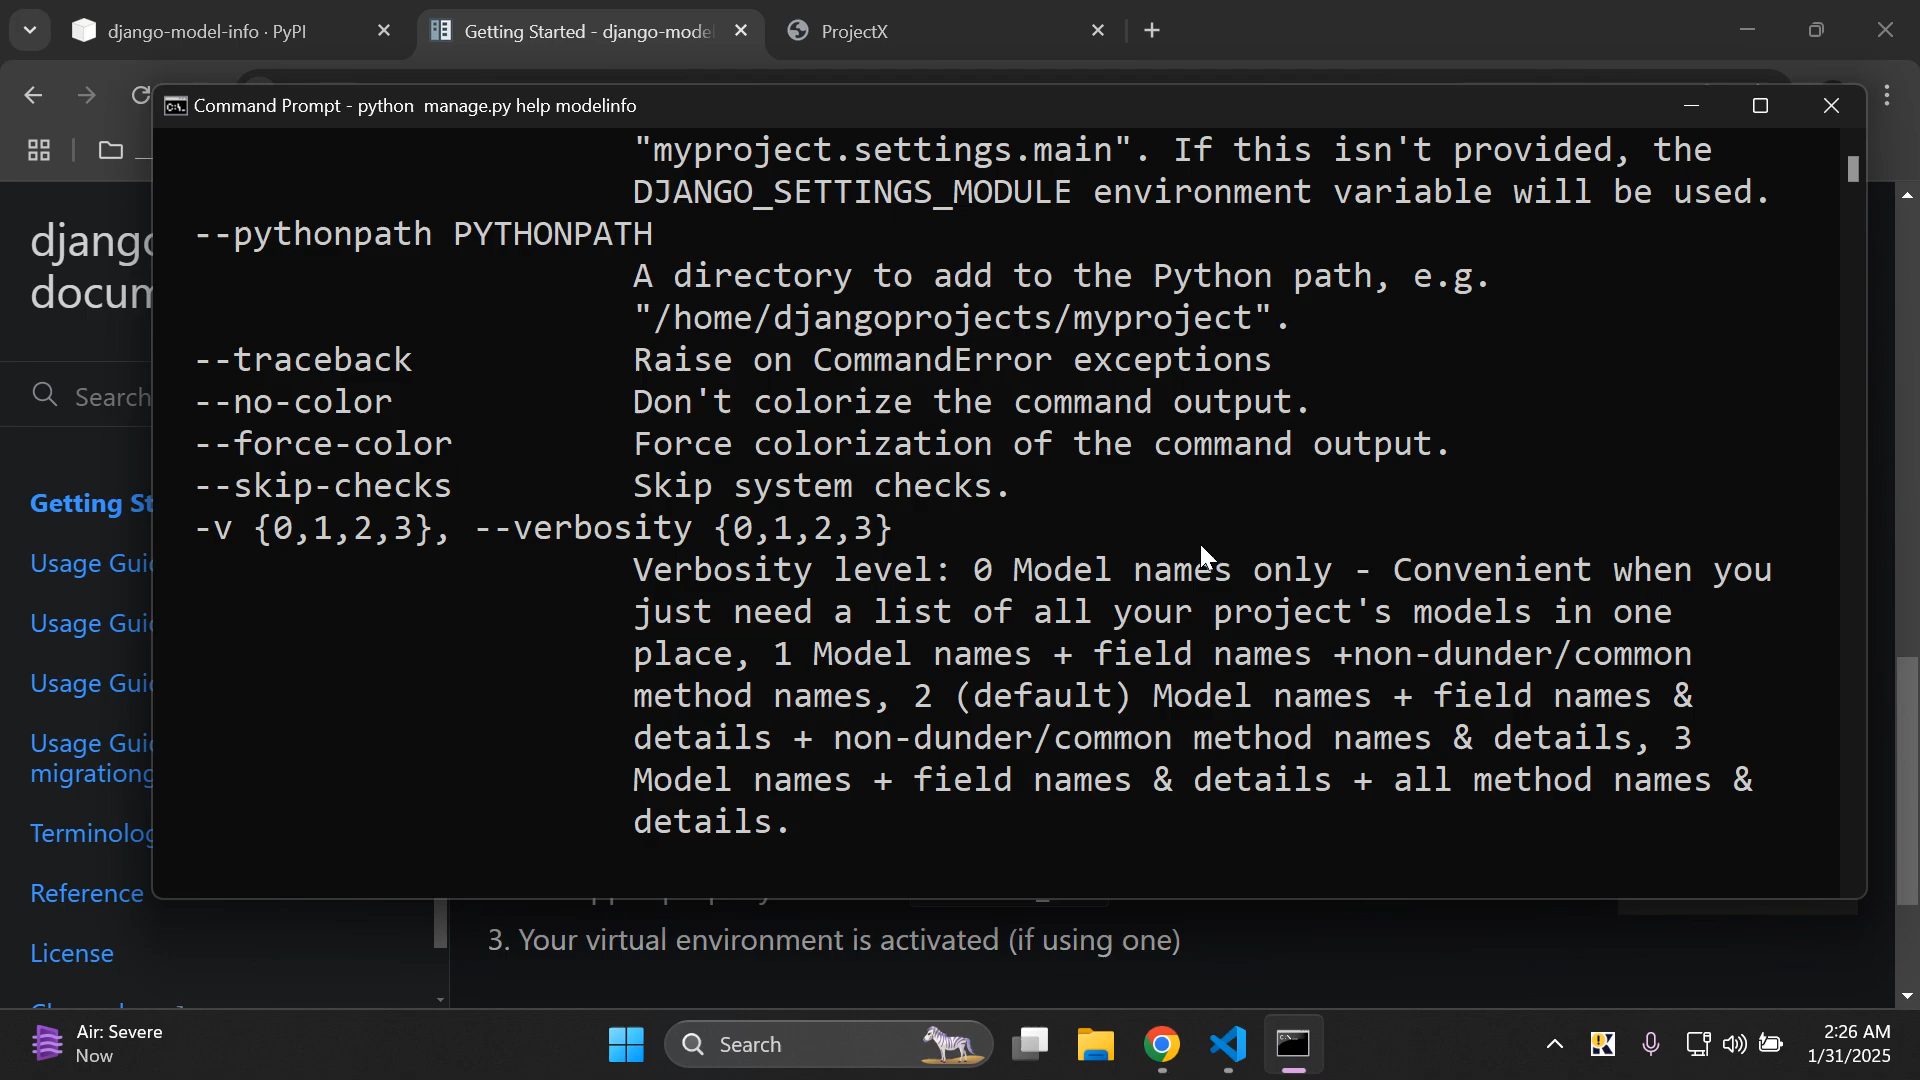 django-model-info · PyPI
Getting Started - django-model
ProjectX
Command Prompt - python manage.py help modelinfo
"myproject.settings.main". If this isn't provided, the
DJANGO_SETTINGS_MODULE environment variable will be used.
--pythonpath PYTHONPATH
A directory to add to the Python path, e.g.
"/home/djangoprojects/myproject".
--traceback Raise on CommandError exceptions
--no-color Don't colorize the command output.
--force-color Force colorization of the command output.
--skip-checks Skip system checks.
-v {0,1,2,3}, --verbosity {0,1,2,3}
Verbosity level: 0 Model names only - Convenient when you
just need a list of all your project's models in one
place, 1 Model names + field names +non-dunder/common
method names, 2 (default) Model names + field names &
details + non-dunder/common method names & details, 3
Model names + field names & details + all method names &
details.
django
docum
Search
Getting St
Usage Gui
Usage Gui
Usage Gui
Usage Gui
migration
Terminolog
Reference
License
3. Your virtual environment is activated (if using one)
Air: Severe
Now
Search
2:26 AM
1/31/2025